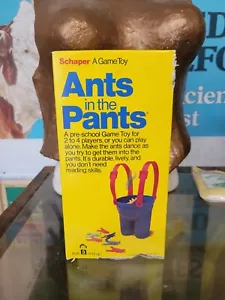 Schaper A Game Toy
Ants
in the
Pants
A pre-school Game Toy for
2 to 4 players, or you can play
alone. Make the ants dance as
you try to get them into the
pants. It's durable, lively, and
you don't need
reading skills.